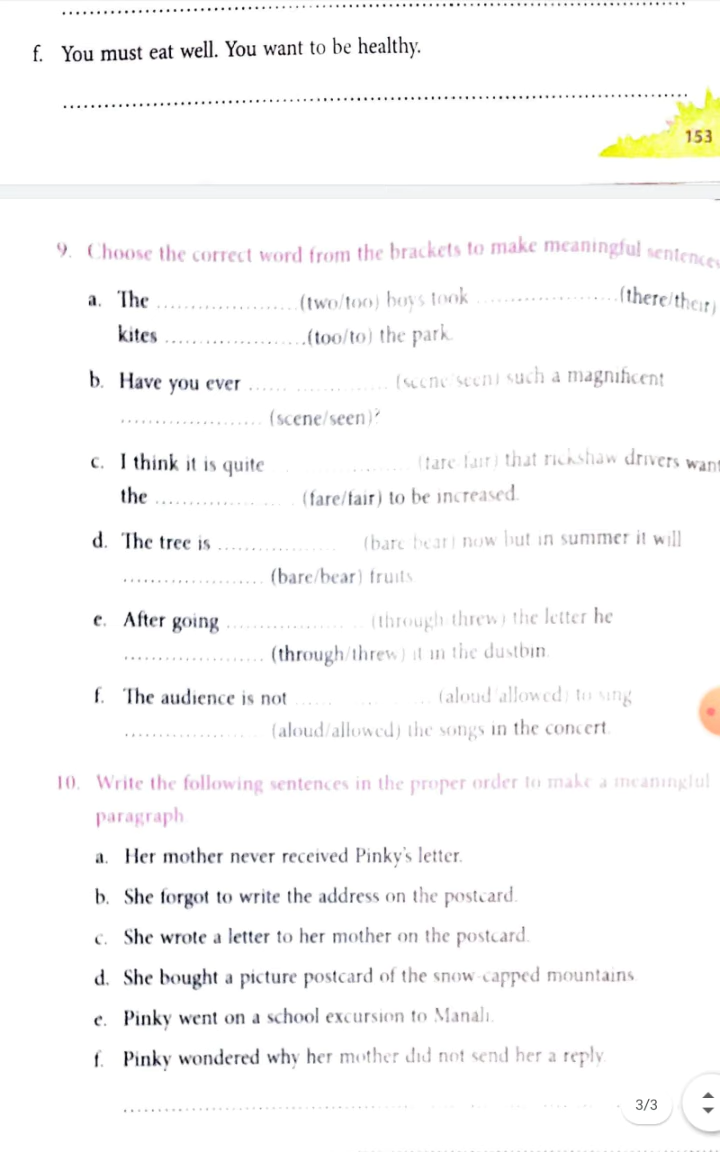 f. You must eat well. You want to be healthy.
153
9. Choose the correct word from the brackets to make meaningful sentences
a. The ....................(two/too) boys took ....................(there/their)
kites ....................(too/to) the park.
b. Have you ever .................... (scene/seen) such a magnificent
.................... (scene/seen)?
c. I think it is quite .................... (fare/fair) that rickshaw drivers want
the .................... (fare/fair) to be increased.
d. The tree is .................... (bare/bear) now but in summer it will
.................... (bare/bear) fruits
e. After going .................... (through/threw) the letter he
.................... (through/threw) it in the dustbin.
f. The audience is not .................... (aloud/allowed) to sing
.................... (aloud/allowed) the songs in the concert.
10. Write the following sentences in the proper order to make a meaningful
paragraph
a. Her mother never received Pinky's letter.
b. She forgot to write the address on the postcard.
c. She wrote a letter to her mother on the postcard.
d. She bought a picture postcard of the snow-capped mountains
e. Pinky went on a school excursion to Manali.
f. Pinky wondered why her mother did not send her a reply.
3/3